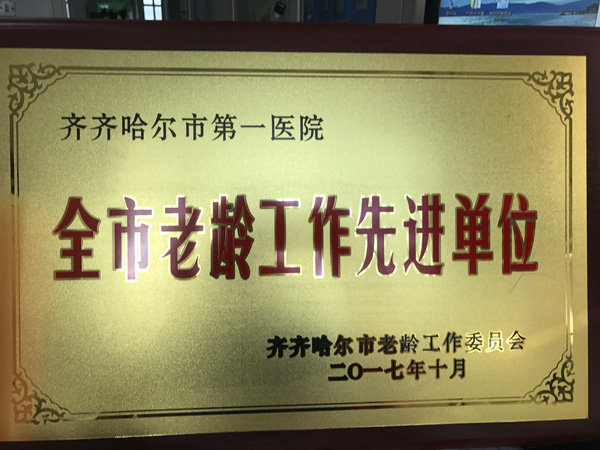 齐齐哈尔市第一医院
全市老龄工作先进单位
齐齐哈尔市老龄工作委员会
二〇一七年十月